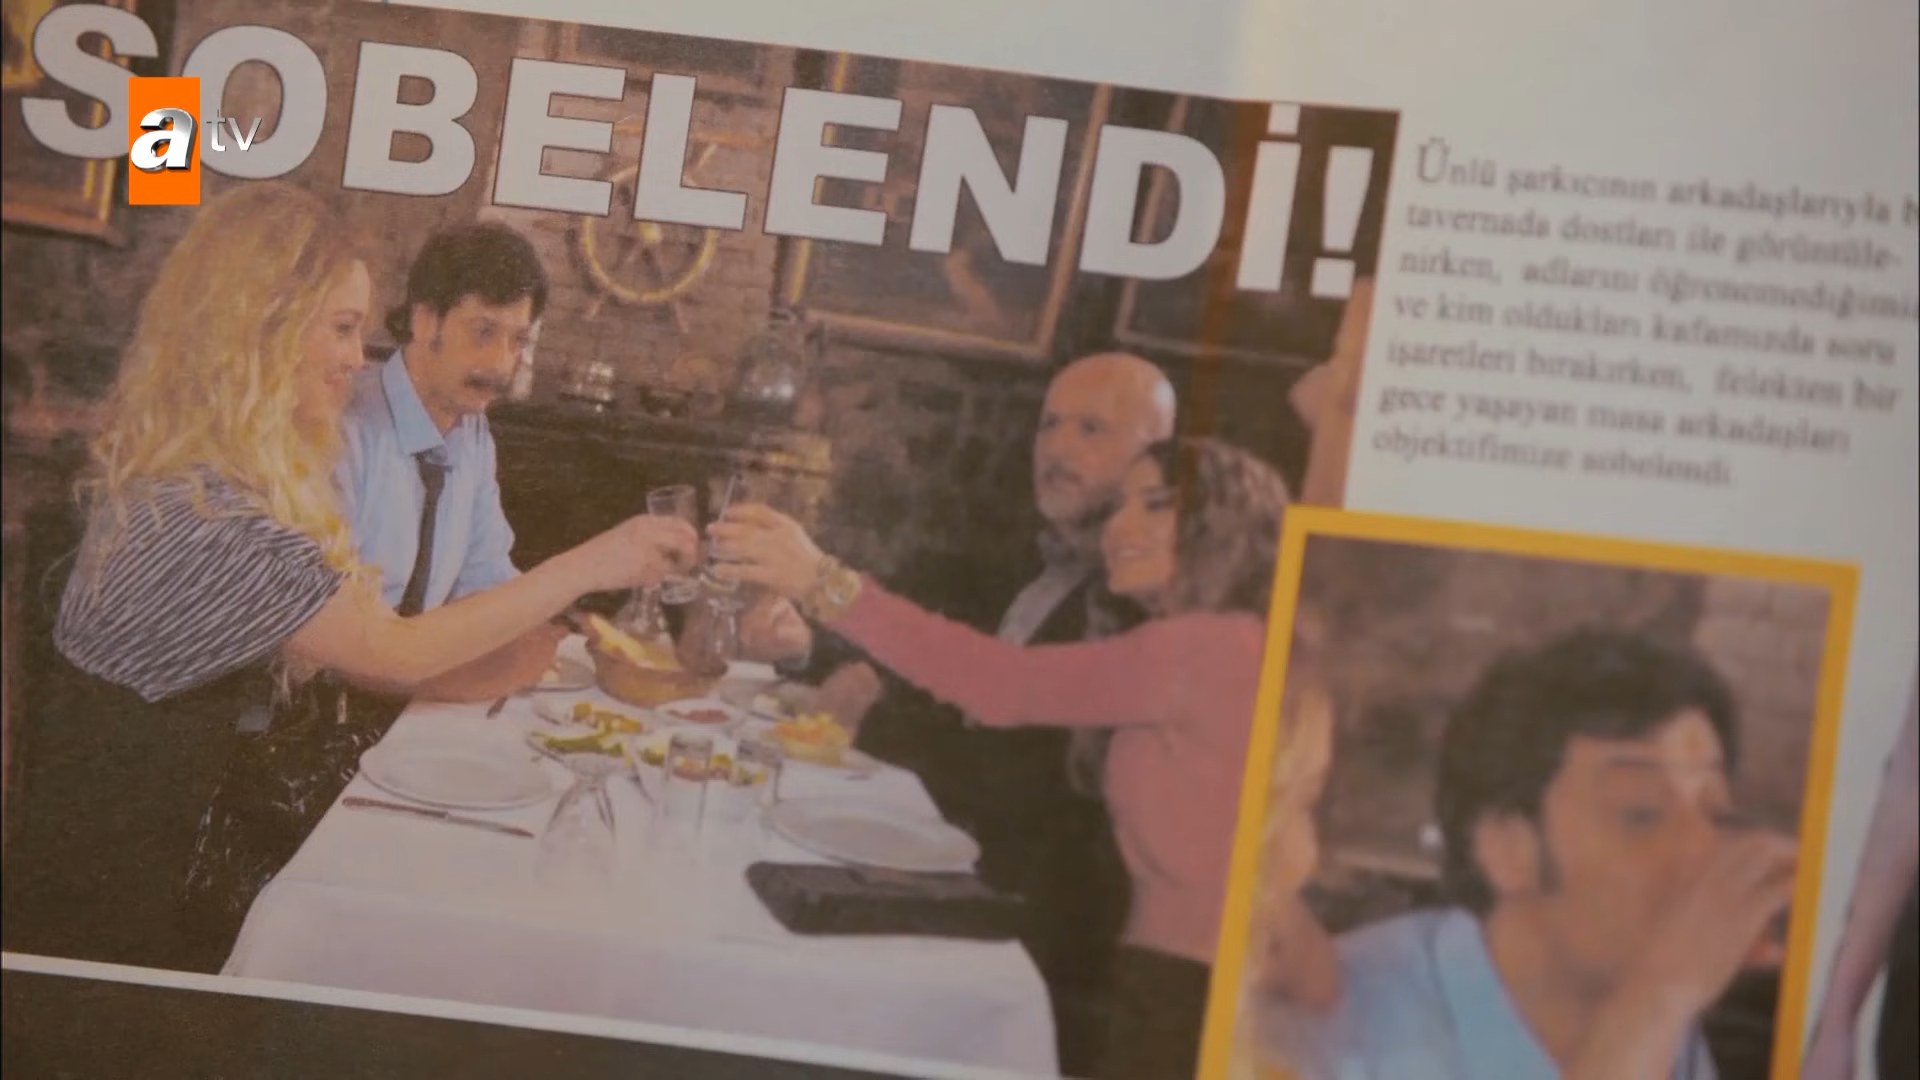 SOBELENDİ!
a tv
Ünlü şarkıcının arkadaşlarıyla
tavernada dostları ile görüntüle-
nirken, adlarını öğrenemediğimiz
ve kim oldukları kafamızda soru
işaretleri bırakırken, felekten bir
gece yaşayan masa arkadaşları
objektifimize sobelendi.